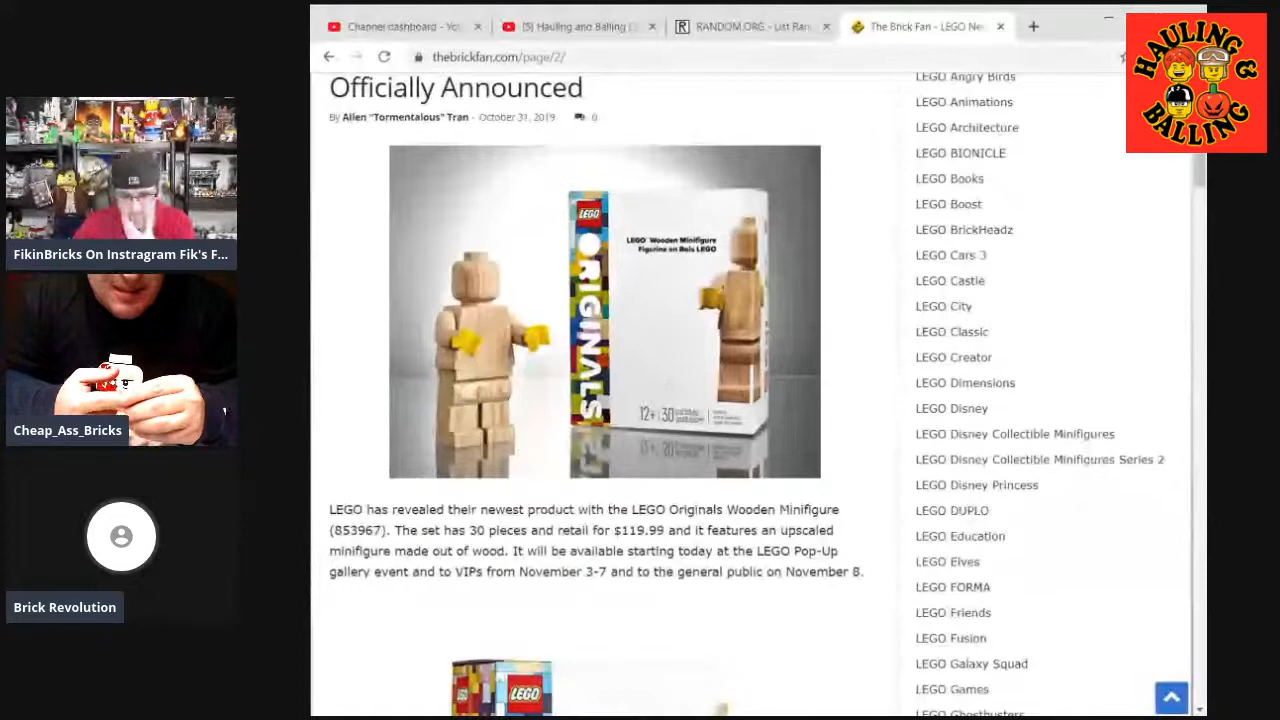 Channel dashboard - Yo
[5] Hauling and Balling
RANDOM.ORG - List Ran
The Brick Fan - LEGO Ne
thebrickfan.com/page/2/
HAULING &
BALLING
Officially Announced
By Allen "Tormentalous" Tran - October 31, 2019 0
LEGO
ORIGINALS
LEGO Wooden Minifigure
Figurine en Bois LEGO
12+ 30
FikinBricks On Instragram Fik's F...
Cheap_Ass_Bricks
Brick Revolution
LEGO has revealed their newest product with the LEGO Originals Wooden Minifigure
(853967). The set has 30 pieces and retail for $119.99 and it features an upscaled
minifigure made out of wood. It will be available starting today at the LEGO Pop-Up
gallery event and to VIPs from November 3-7 and to the general public on November 8.
LEGO
LEGO Angry Birds
LEGO Animations
LEGO Architecture
LEGO BIONICLE
LEGO Books
LEGO Boost
LEGO BrickHeadz
LEGO Cars 3
LEGO Castle
LEGO City
LEGO Classic
LEGO Creator
LEGO Dimensions
LEGO Disney
LEGO Disney Collectible Minifigures
LEGO Disney Collectible Minifigures Series 2
LEGO Disney Princess
LEGO DUPLO
LEGO Education
LEGO Elves
LEGO FORMA
LEGO Friends
LEGO Fusion
LEGO Galaxy Squad
LEGO Games
LEGO Ghostbusters